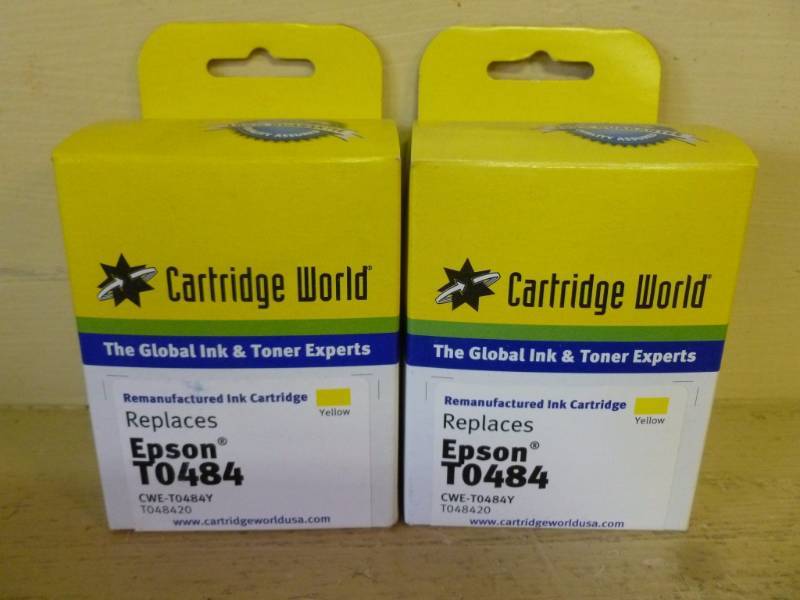 Cartridge World®
The Global Ink & Toner Experts
Remanufactured Ink Cartridge
Yellow
Replaces
Epson®
T0484
CWE-T0484Y
T048420
www.cartridgeworldusa.com
Cartridge World®
The Global Ink & Toner Experts
Remanufactured Ink Cartridge
Yellow
Replaces
Epson®
T0484
CWE-T0484Y
T048420
www.cartridgeworldusa.com